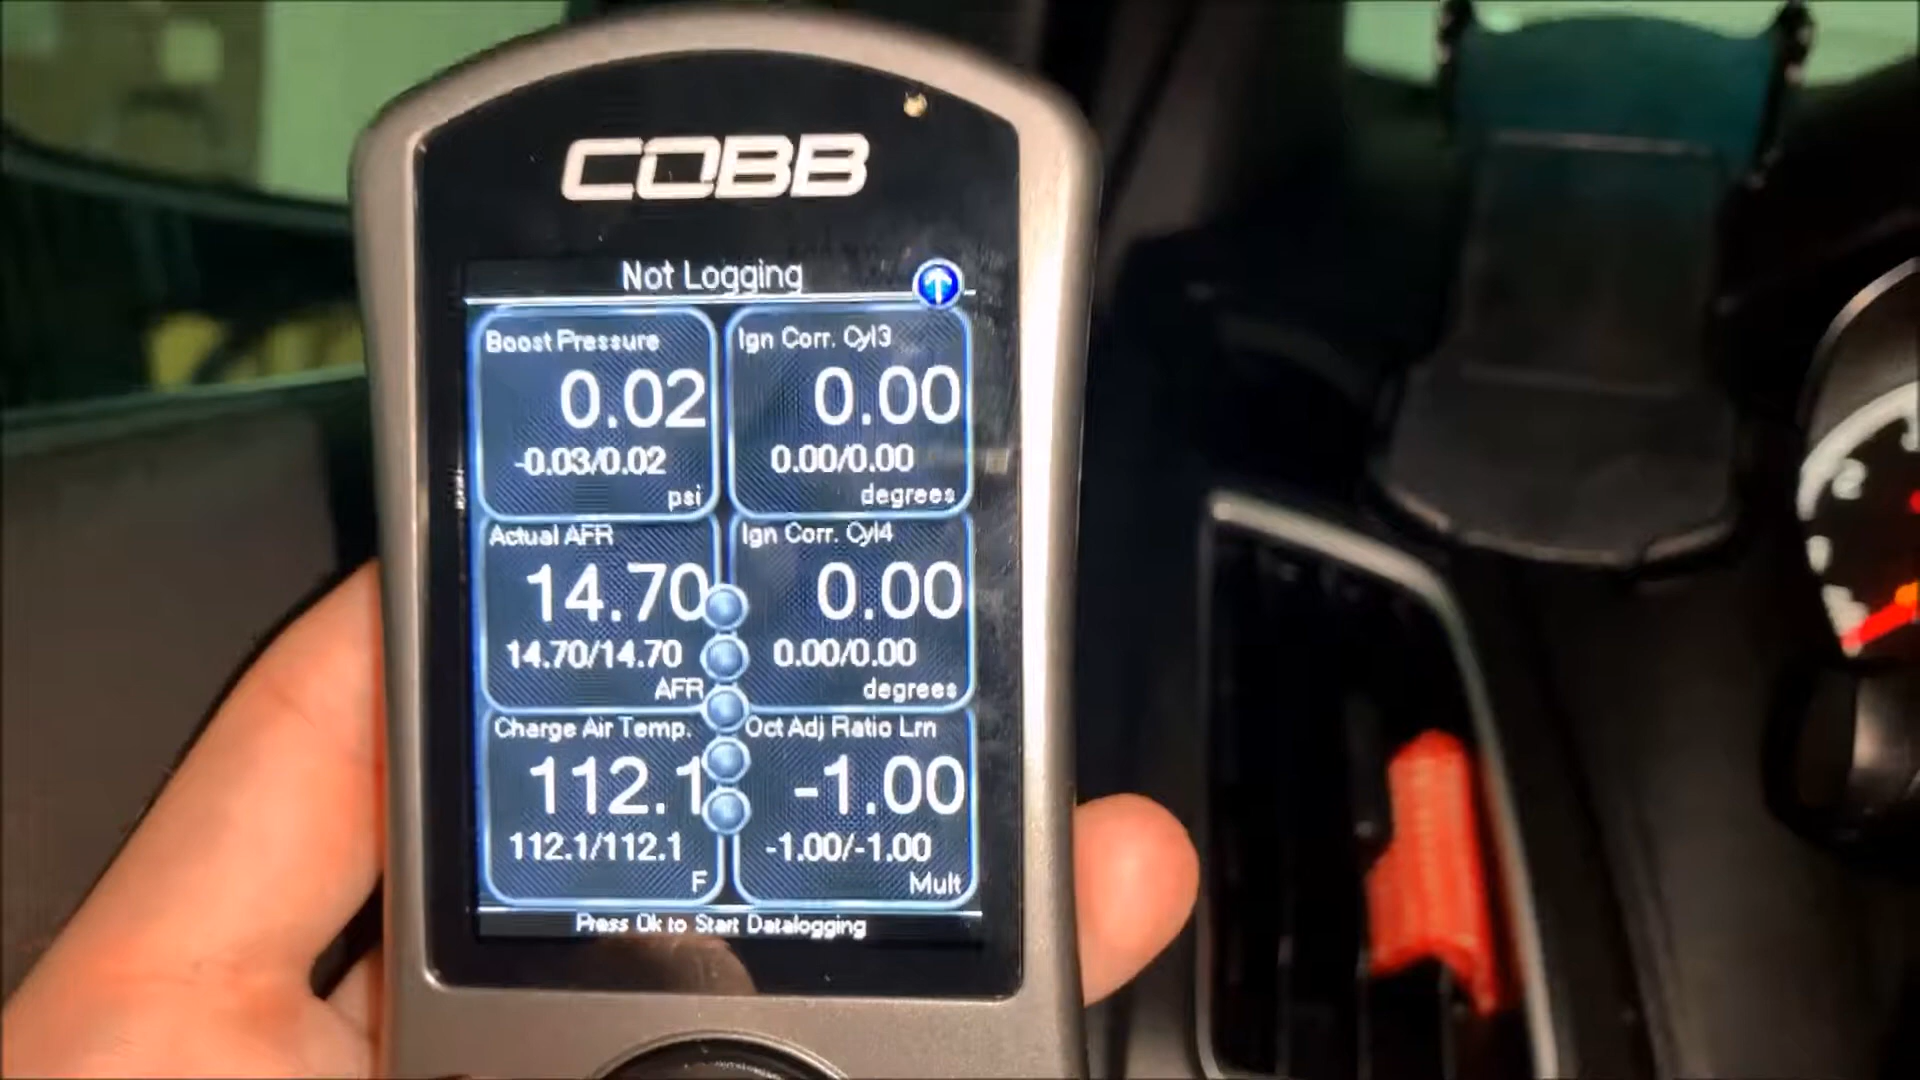 COBB
Not Logging
Boost Pressure
0.02
-0.03/0.02
psi
Ign Corr. Cyl3
0.00
0.00/0.00
degrees
Actual AFR
14.70
14.70/14.70
AFR
Ign Corr. Cyl4
0.00
0.00/0.00
degrees
Charge Air Temp.
112.1
112.1/112.1
F
Oct Adj Ratio Lrn
-1.00
-1.00/-1.00
Mult
Press Ok to Start Datalogging
2